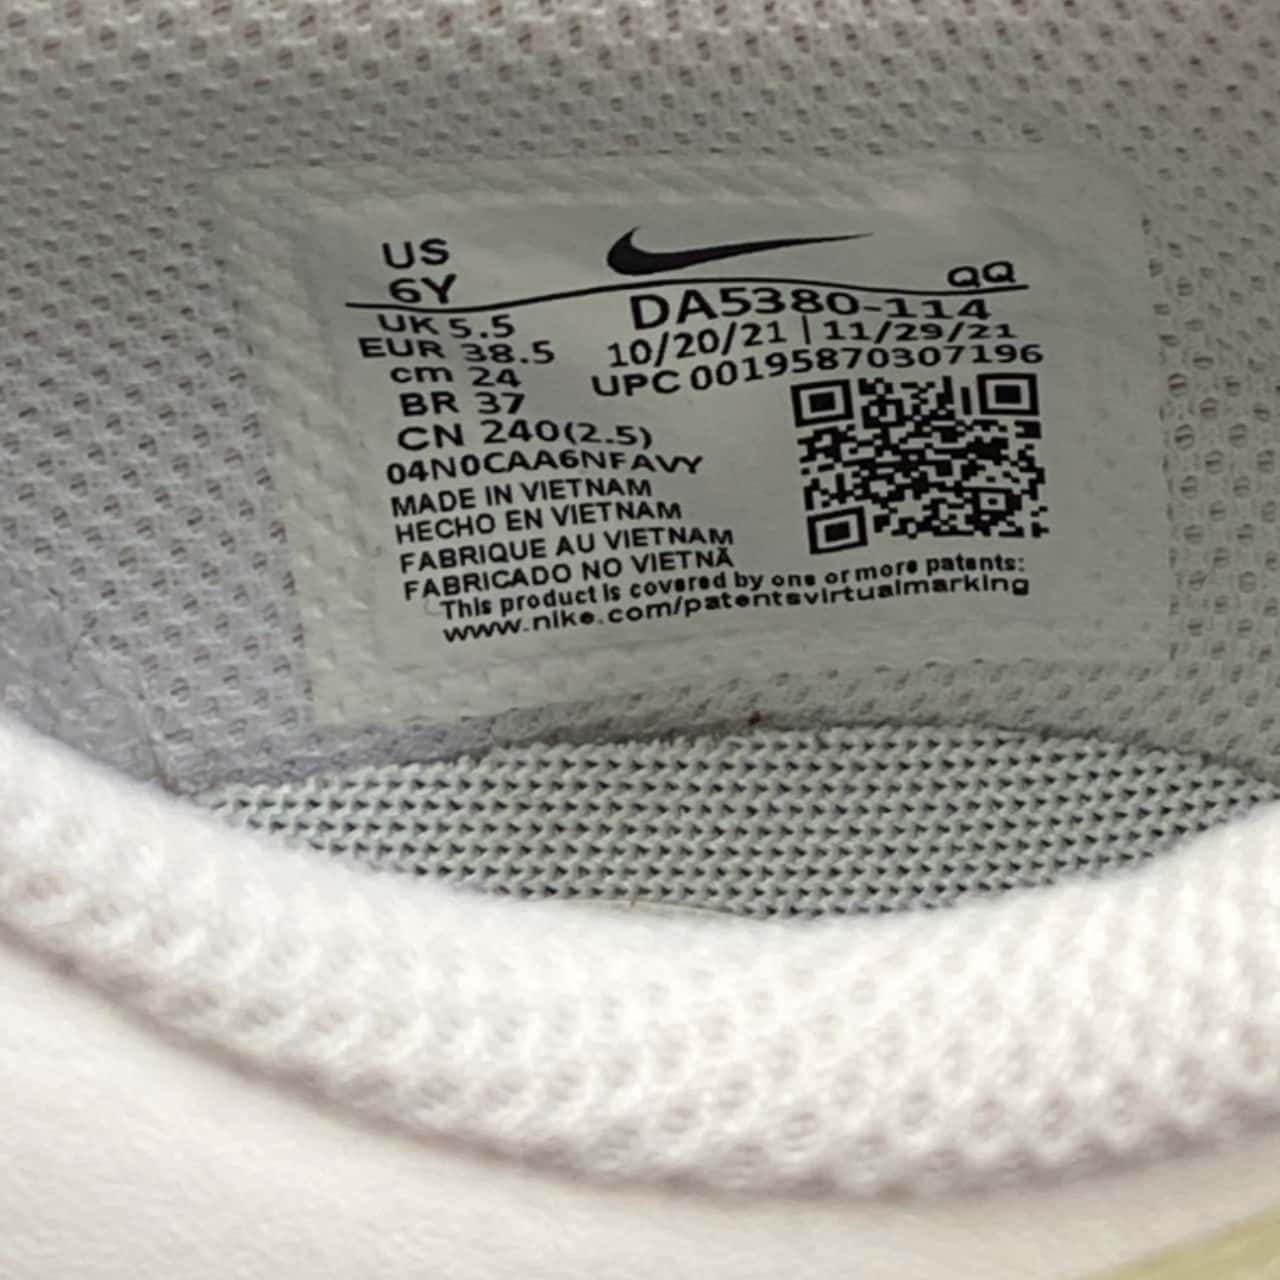 US
6Y
QQ
UK 5.5
DA5380-114
EUR 38.5
10/20/21 | 11/29/21
cm 24
UPC 00195870307196
BR 37
CN 240(2.5)
04N0CAA6NFAVY
MADE IN VIETNAM
HECHO EN VIETNAM
FABRIQUE AU VIETNAM
FABRICADO NO VIETNÃ
This product is covered by one or more patents:
www.nike.com/patentsvirtualmarking